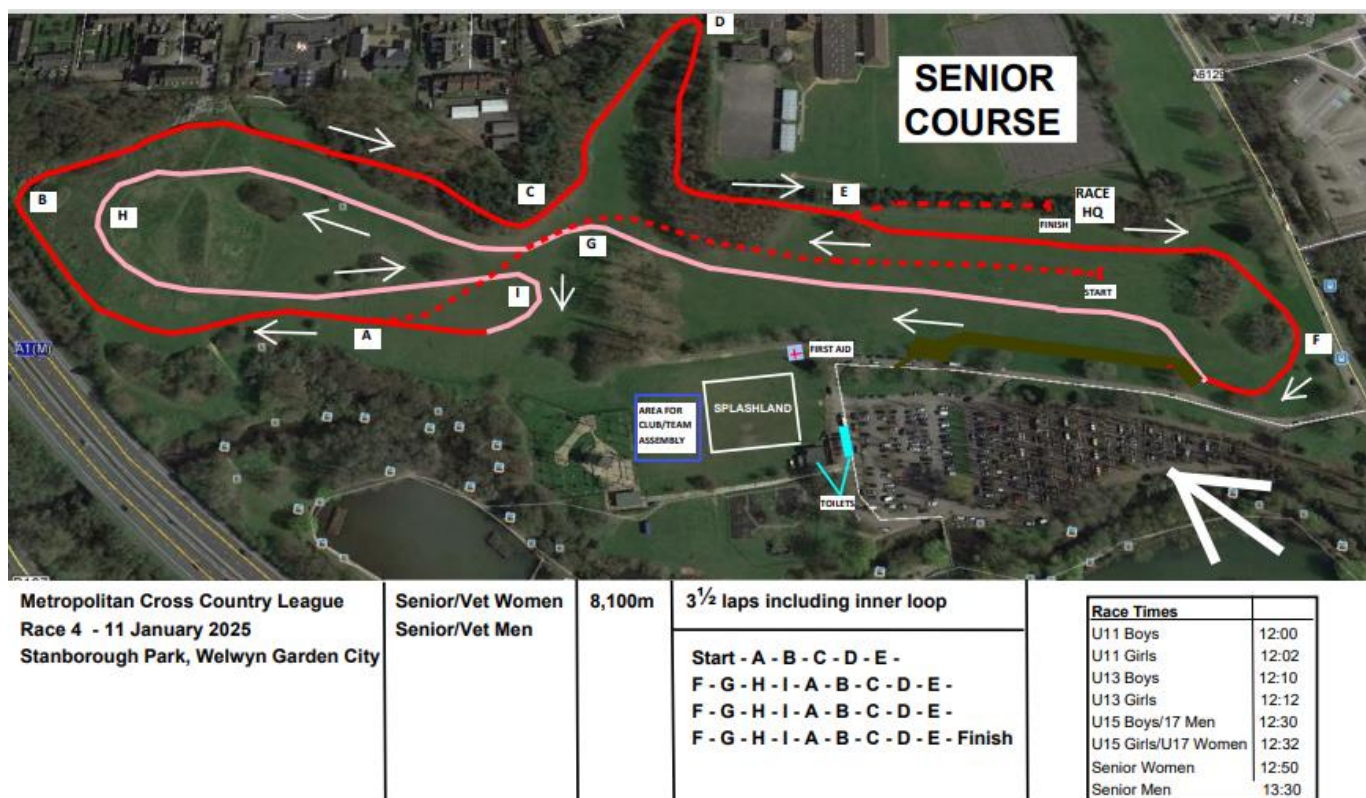 D
SENIOR
COURSE
A6129
B
C
E
RACE
HQ
H
FINISH
G
I
START
A
F
A1(M)
FIRST AID
AREA FOR
CLUB/TEAM
ASSEMBLY
SPLASHLAND
TOILETS
Metropolitan Cross Country League
Race 4 - 11 January 2025
Stanborough Park, Welwyn Garden City
Senior/Vet Women
Senior/Vet Men
8,100m
3½ laps including inner loop
Start - A - B - C - D - E -
F - G - H - I - A - B - C - D - E -
F - G - H - I - A - B - C - D - E -
F - G - H - I - A - B - C - D - E - Finish
Race Times
U11 Boys 12:00
U11 Girls 12:02
U13 Boys 12:10
U13 Girls 12:12
U15 Boys/17 Men 12:30
U15 Girls/U17 Women 12:32
Senior Women 12:50
Senior Men 13:30